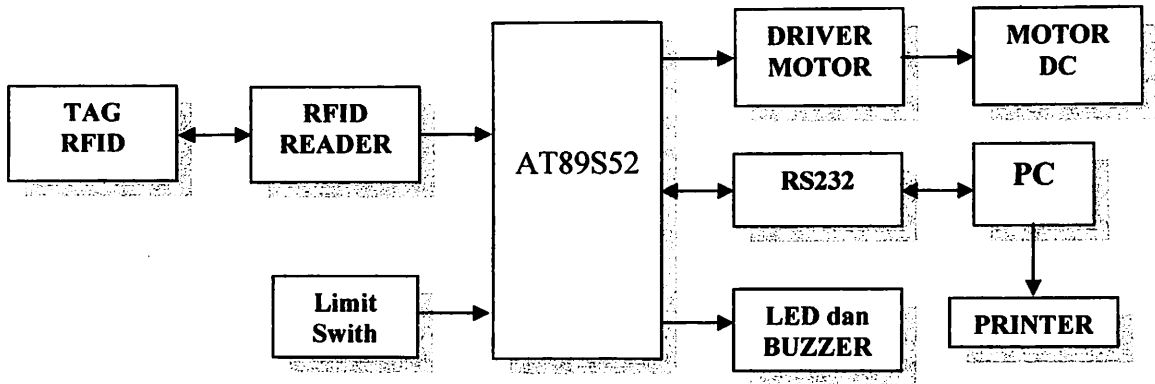 TAG
RFID
RFID
READER
Limit
Swith
AT89S52
DRIVER
MOTOR
MOTOR
DC
RS232
PC
LED dan
BUZZER
PRINTER